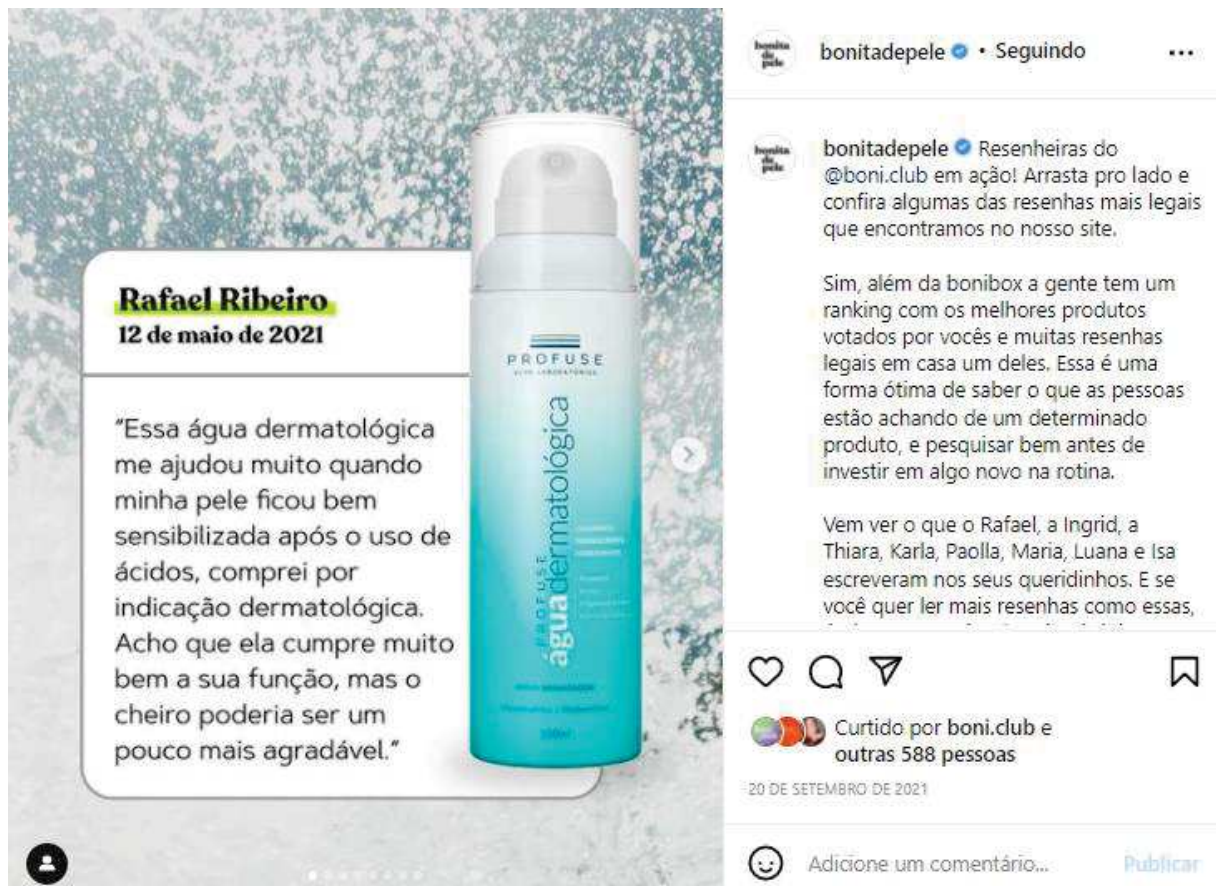 Rafael Ribeiro
12 de maio de 2021
"Essa água dermatológica
me ajudou muito quando
minha pele ficou bem
sensibilizada após o uso de
ácidos, comprei por
indicação dermatológica.
Acho que ela cumpre muito
bem a sua função, mas o
cheiro poderia ser um
pouco mais agradável."
PROFUSE
PROFUSE
águadermatológica
bonita
de
pele
bonitadepele • Seguindo
bonita
de
pele
bonitadepele Resenheiras do
@boni.club em ação! Arrasta pro lado e
confira algumas das resenhas mais legais
que encontramos no nosso site.
Sim, além da bonibox a gente tem um
ranking com os melhores produtos
votados por vocês e muitas resenhas
legais em casa um deles. Essa é uma
forma ótima de saber o que as pessoas
estão achando de um determinado
produto, e pesquisar bem antes de
investir em algo novo na rotina.
Vem ver o que o Rafael, a Ingrid, a
Thiara, Karla, Paolla, Maria, Luana e Isa
escreveram nos seus queridinhos. E se
você quer ler mais resenhas como essas,
Curtido por boni.club e
outras 588 pessoas
20 DE SETEMBRO DE 2021
Adicione um comentário...
Publicar